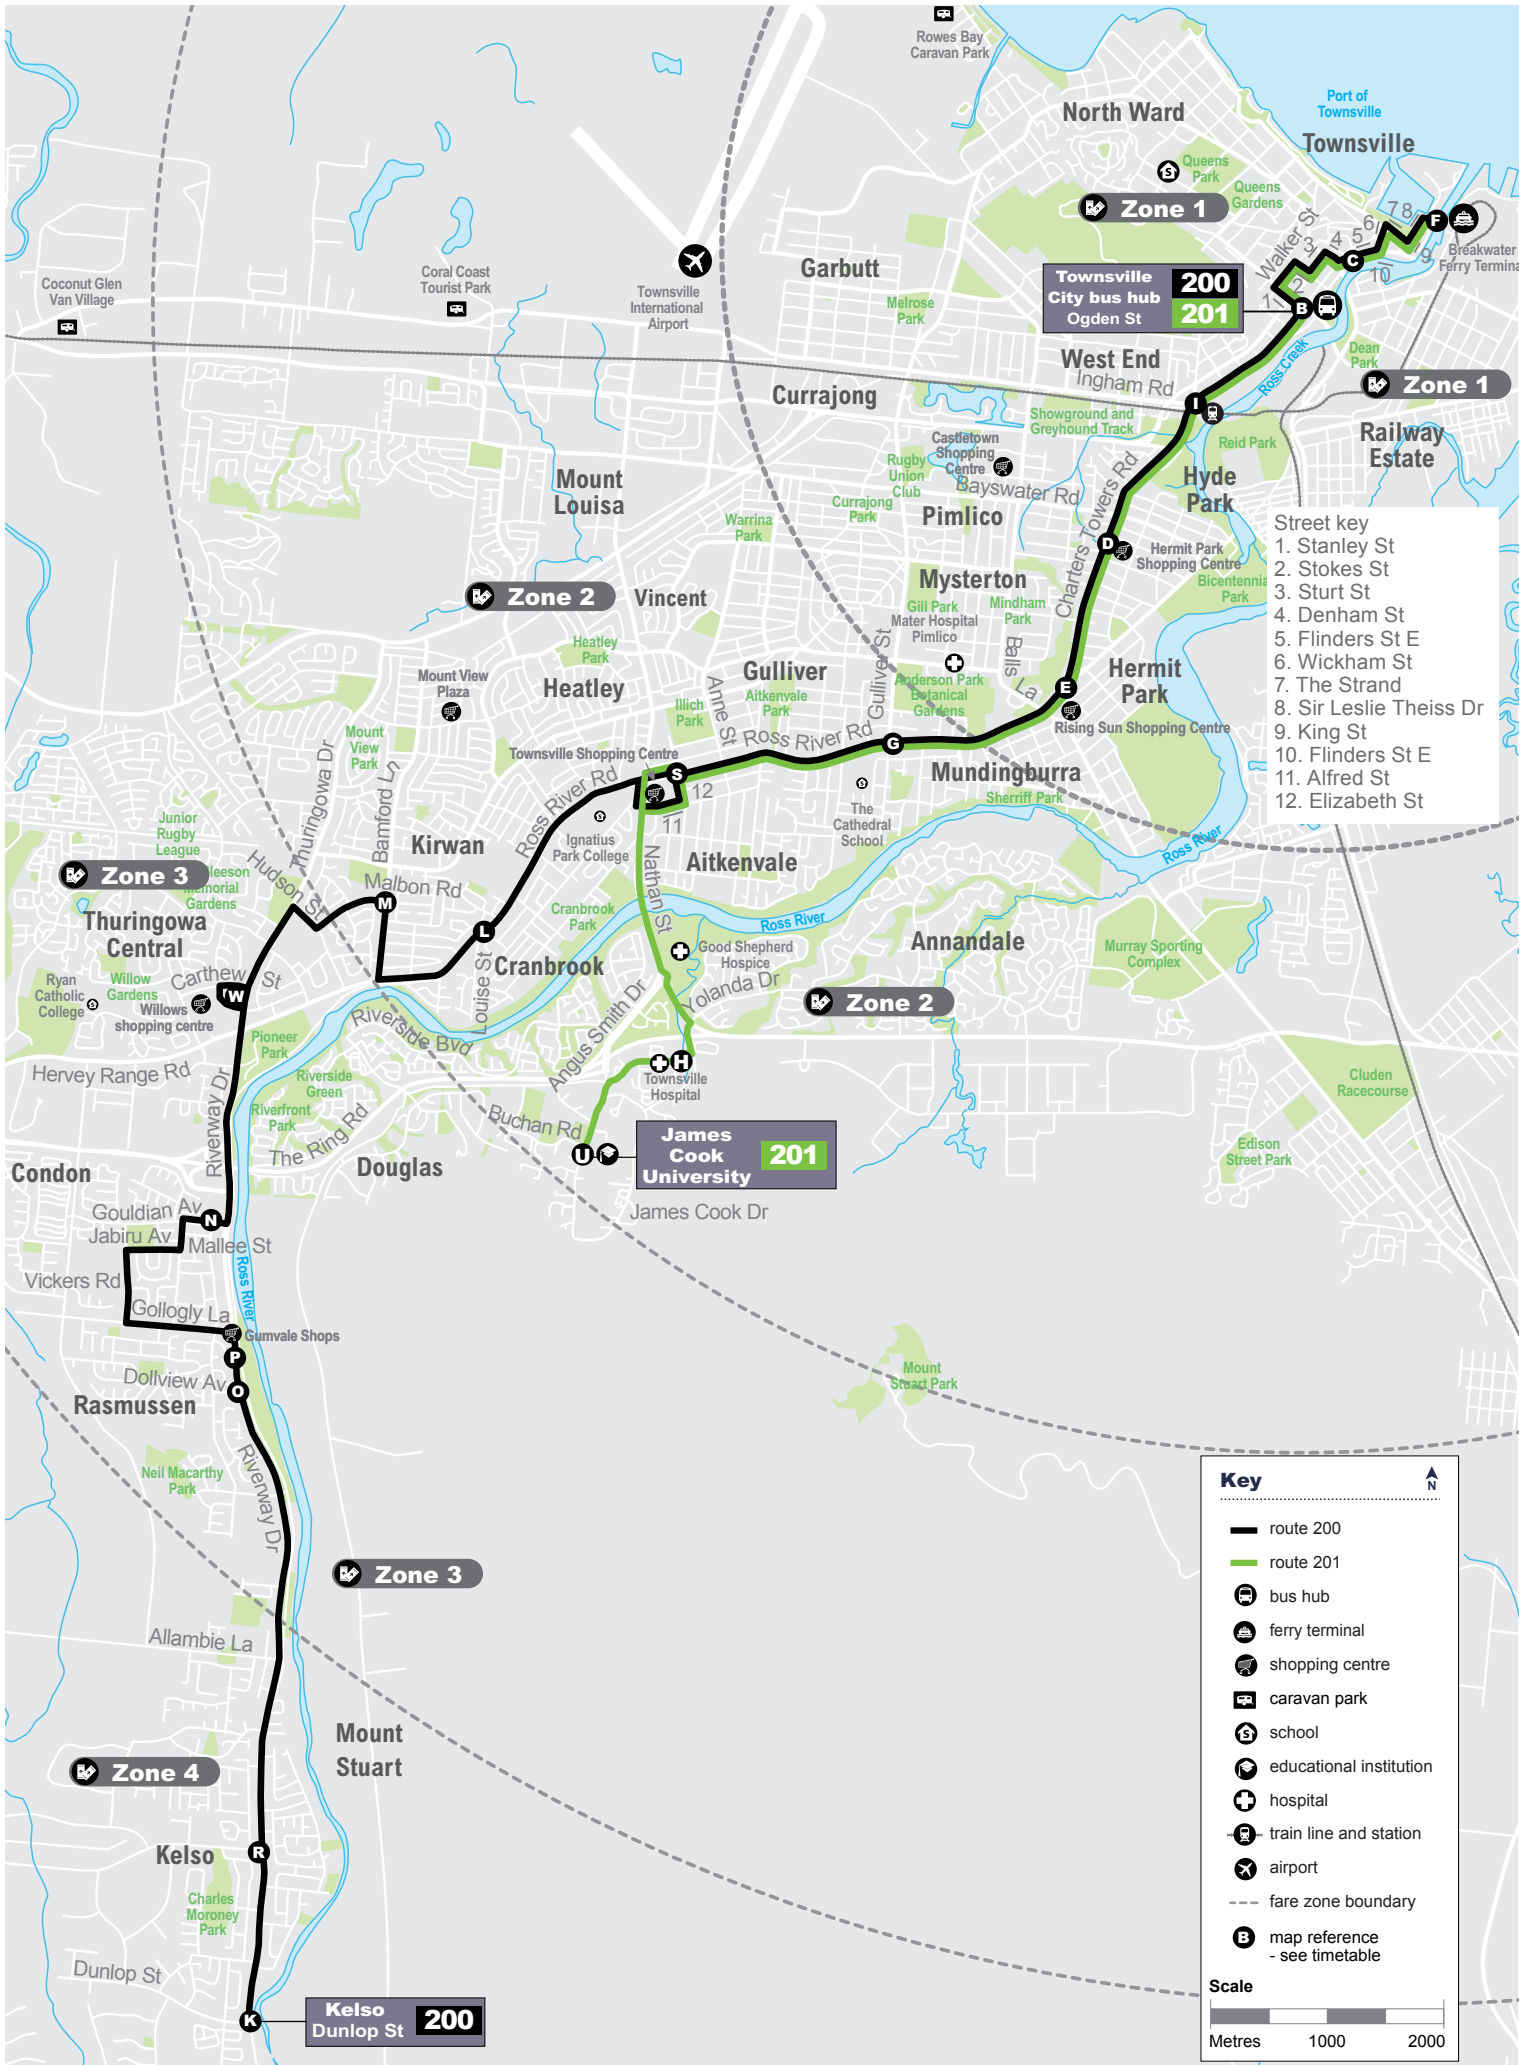 Rowes Bay
Caravan Park
North Ward
Port of
Townsville
Townsville
Queens
Park
Queens
Gardens
Zone 1
Walker St
7
8
F
6
5
4
3
C
2
1
9
10
Breakwater
Garbutt
Coral Coast
Tourist Park
Coconut Glen
Van Village
Townsville
International
Airport
Melrose
Park
Townsville
City bus hub
Ogden St
200
201
B
Dean
Park
Ross Creek
West End
Ingham Rd
Zone 1
Currajong
I
Showground and
Greyhound Track
Castletown
Shopping
Centre
Reid Park
Railway
Estate
Rugby
Union
Club
Hyde
Park
Bayswater Rd
Mount
Louisa
Currajong
Park
Pimlico
Charters Towers Rd
Warrina
Park
D
Hermit Park
Shopping Centre
Street key
1. Stanley St
2. Stokes St
3. Sturt St
4. Denham St
5. Flinders St E
6. Wickham St
7. The Strand
8. Sir Leslie Theiss Dr
9. King St
10. Flinders St E
11. Alfred St
12. Elizabeth St
Mysterton
Zone 2
Vincent
Gill Park
Mater Hospital
Pimlico
Mindham
Park
Park
Balls La
Heatley
Park
Gulliver St
Gulliver
Hermit
Park
Mount View
Plaza
Heatley
Anderson Park
Botanical
Gardens
E
Illich
Park
Anne St
Aitkenvale
Park
Rising Sun Shopping Centre
Mount
View
Park
Ross River Rd
G
Townsville Shopping Centre
S
12
11
Mundingburra
Sherriff Park
The
Cathedral
School
Thuringowa Dr
Bamford Ln
Ross River Rd
Junior
Rugby
League
Kirwan
Ignatius
Park College
Aitkenvale
Ross River
Zone 3
Memorial
Gardens
Hudson St
Malbon Rd
M
Nathan St
Thuringowa
Central
L
Cranbrook
Park
Ross River
Annandale
Cranbrook
Good Shepherd
Hospice
Murray Sporting
Complex
Ryan
Catholic
College
Willow
Gardens
Carthew St
W
Willows
shopping centre
Louise St
Yolanda Dr
Zone 2
Angus Smith Dr
Riverside Bvd
Pioneer
Park
Hervey Range Rd
Riverside
Green
H
Townsville
Hospital
Cluden
Racecourse
Riverway Dr
Riverfront
Park
The Ring Rd
Buchan Rd
U
James
Cook
University
201
Edison
Street Park
Condon
Douglas
James Cook Dr
Gouldian Av
N
Jabiru Av
Mallee St
Ross River
Vickers Rd
Gollogly La
Gumvale Shops
P
Dollview Av
O
Rasmussen
Mount
Stuart Park
Riverway Dr
Neil Macarthy
Park
Zone 3
Allambie La
Mount
Stuart
Zone 4
Kelso
R
Charles
Moroney
Park
Dunlop St
K
Kelso
Dunlop St
200
Key
N
route 200
route 201
bus hub
ferry terminal
shopping centre
caravan park
school
educational institution
hospital
train line and station
airport
fare zone boundary
B
map reference
- see timetable
Scale
Metres
1000
2000